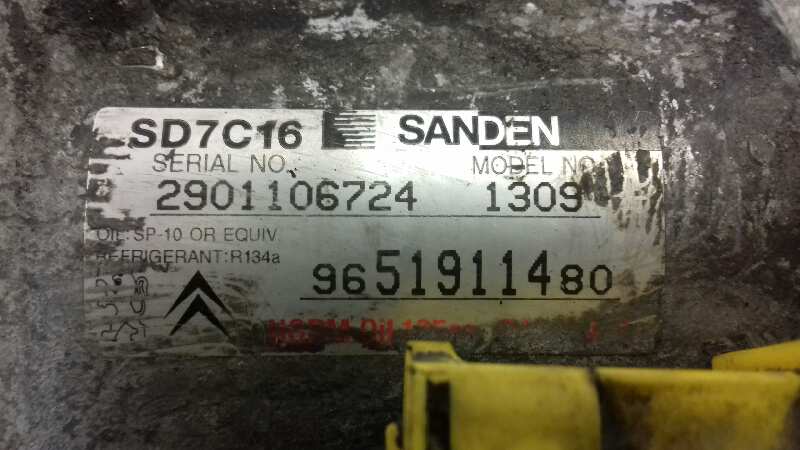 SD7C16 SANDEN
SERIAL NO. MODEL NO.
2901106724 1309
OIL: SP-10 OR EQUIV.
REFRIGERANT: R134a
9651911480